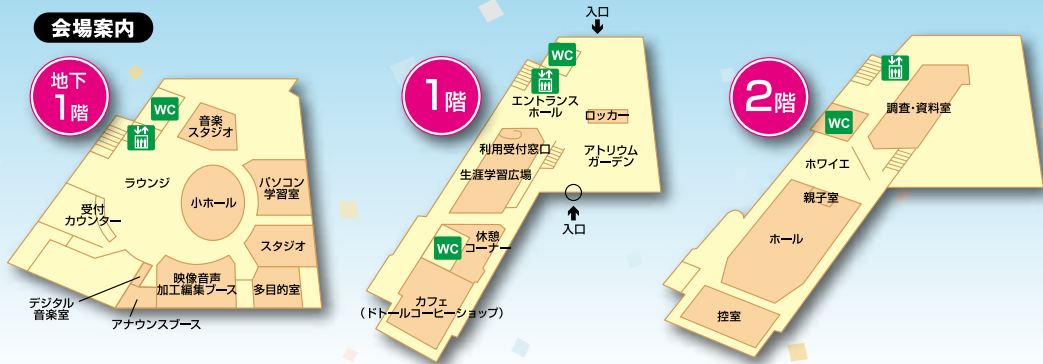 会場案内
地下
1階
WC
音楽
スタジオ
ラウンジ
小ホール
パソコン
学習室
受付
カウンター
スタジオ
映像音声
加工編集ブース
多目的室
デジタル
音楽室
アナウンスブース
1階
入口
WC
エントランス
ホール
ロッカー
利用受付窓口
アトリウム
ガーデン
生涯学習広場
入口
WC
休憩
コーナー
カフェ
(ドトールコーヒーショップ)
2階
調査・資料室
WC
ホワイエ
親子室
ホール
控室